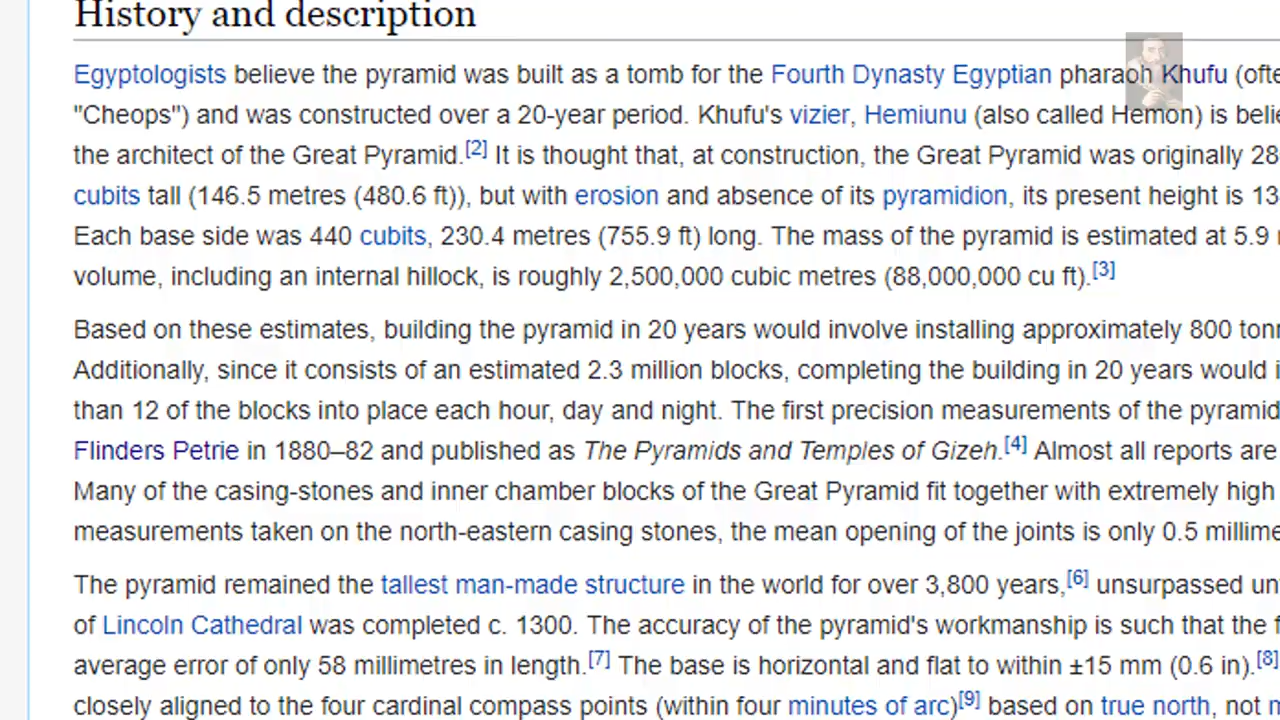 History and description
Egyptologists believe the pyramid was built as a tomb for the Fourth Dynasty Egyptian pharaoh Khufu (ofte
"Cheops") and was constructed over a 20-year period. Khufu's vizier, Hemiunu (also called Hemon) is belie
the architect of the Great Pyramid.[2] It is thought that, at construction, the Great Pyramid was originally 28
cubits tall (146.5 metres (480.6 ft)), but with erosion and absence of its pyramidion, its present height is 13
Each base side was 440 cubits, 230.4 metres (755.9 ft) long. The mass of the pyramid is estimated at 5.9
volume, including an internal hillock, is roughly 2,500,000 cubic metres (88,000,000 cu ft).[3]
Based on these estimates, building the pyramid in 20 years would involve installing approximately 800 tonn
Additionally, since it consists of an estimated 2.3 million blocks, completing the building in 20 years would i
than 12 of the blocks into place each hour, day and night. The first precision measurements of the pyramid
Flinders Petrie in 1880–82 and published as The Pyramids and Temples of Gizeh.[4] Almost all reports are
Many of the casing-stones and inner chamber blocks of the Great Pyramid fit together with extremely high
measurements taken on the north-eastern casing stones, the mean opening of the joints is only 0.5 millime
The pyramid remained the tallest man-made structure in the world for over 3,800 years,[6] unsurpassed un
of Lincoln Cathedral was completed c. 1300. The accuracy of the pyramid's workmanship is such that the f
average error of only 58 millimetres in length.[7] The base is horizontal and flat to within ±15 mm (0.6 in).[8]
closely aligned to the four cardinal compass points (within four minutes of arc)[9] based on true north, not m